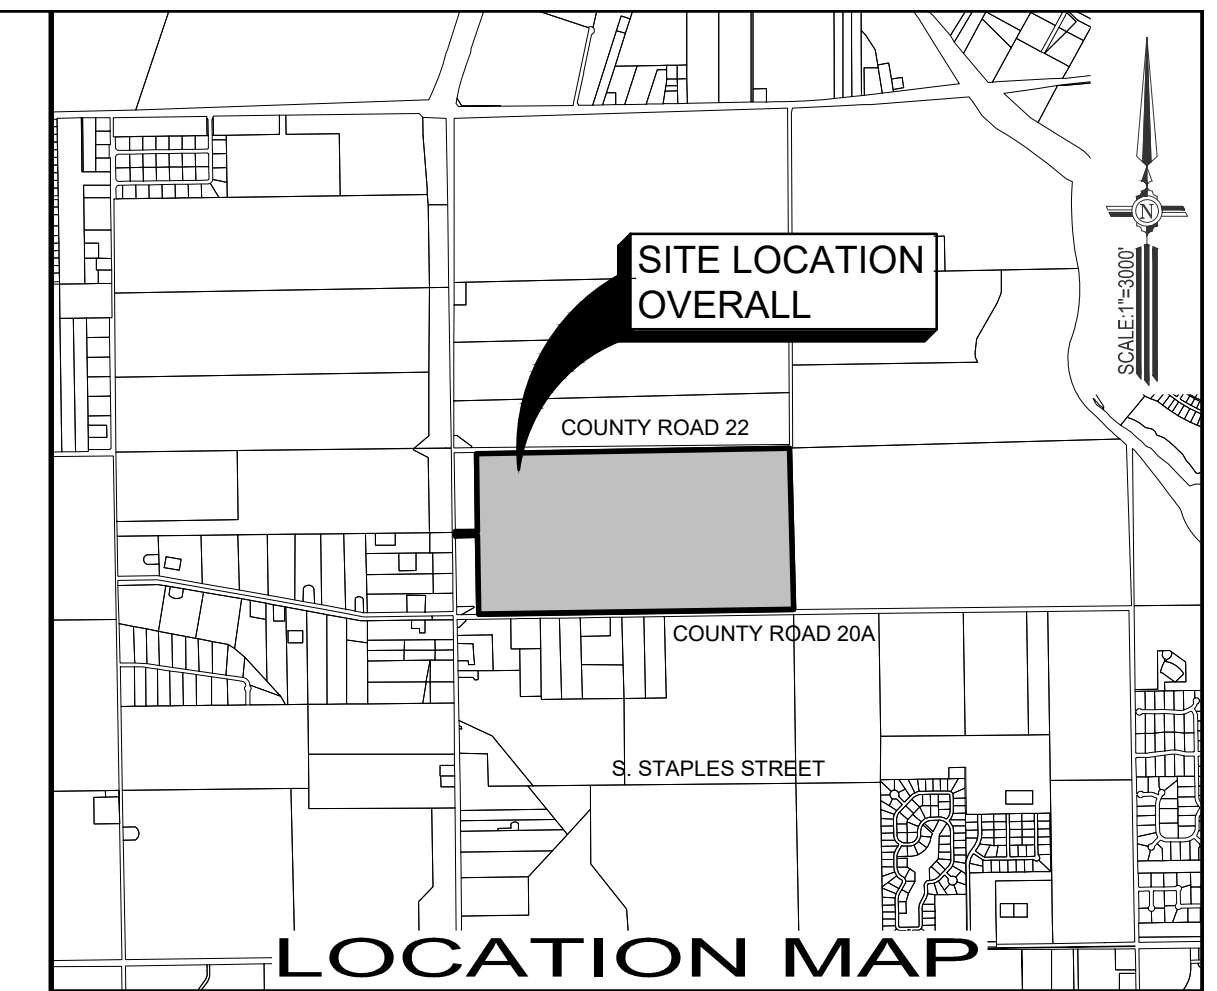 SITE LOCATION
OVERALL
N
SCALE:1"=3000'
COUNTY ROAD 22
COUNTY ROAD 20A
S. STAPLES STREET
LOCATION MAP